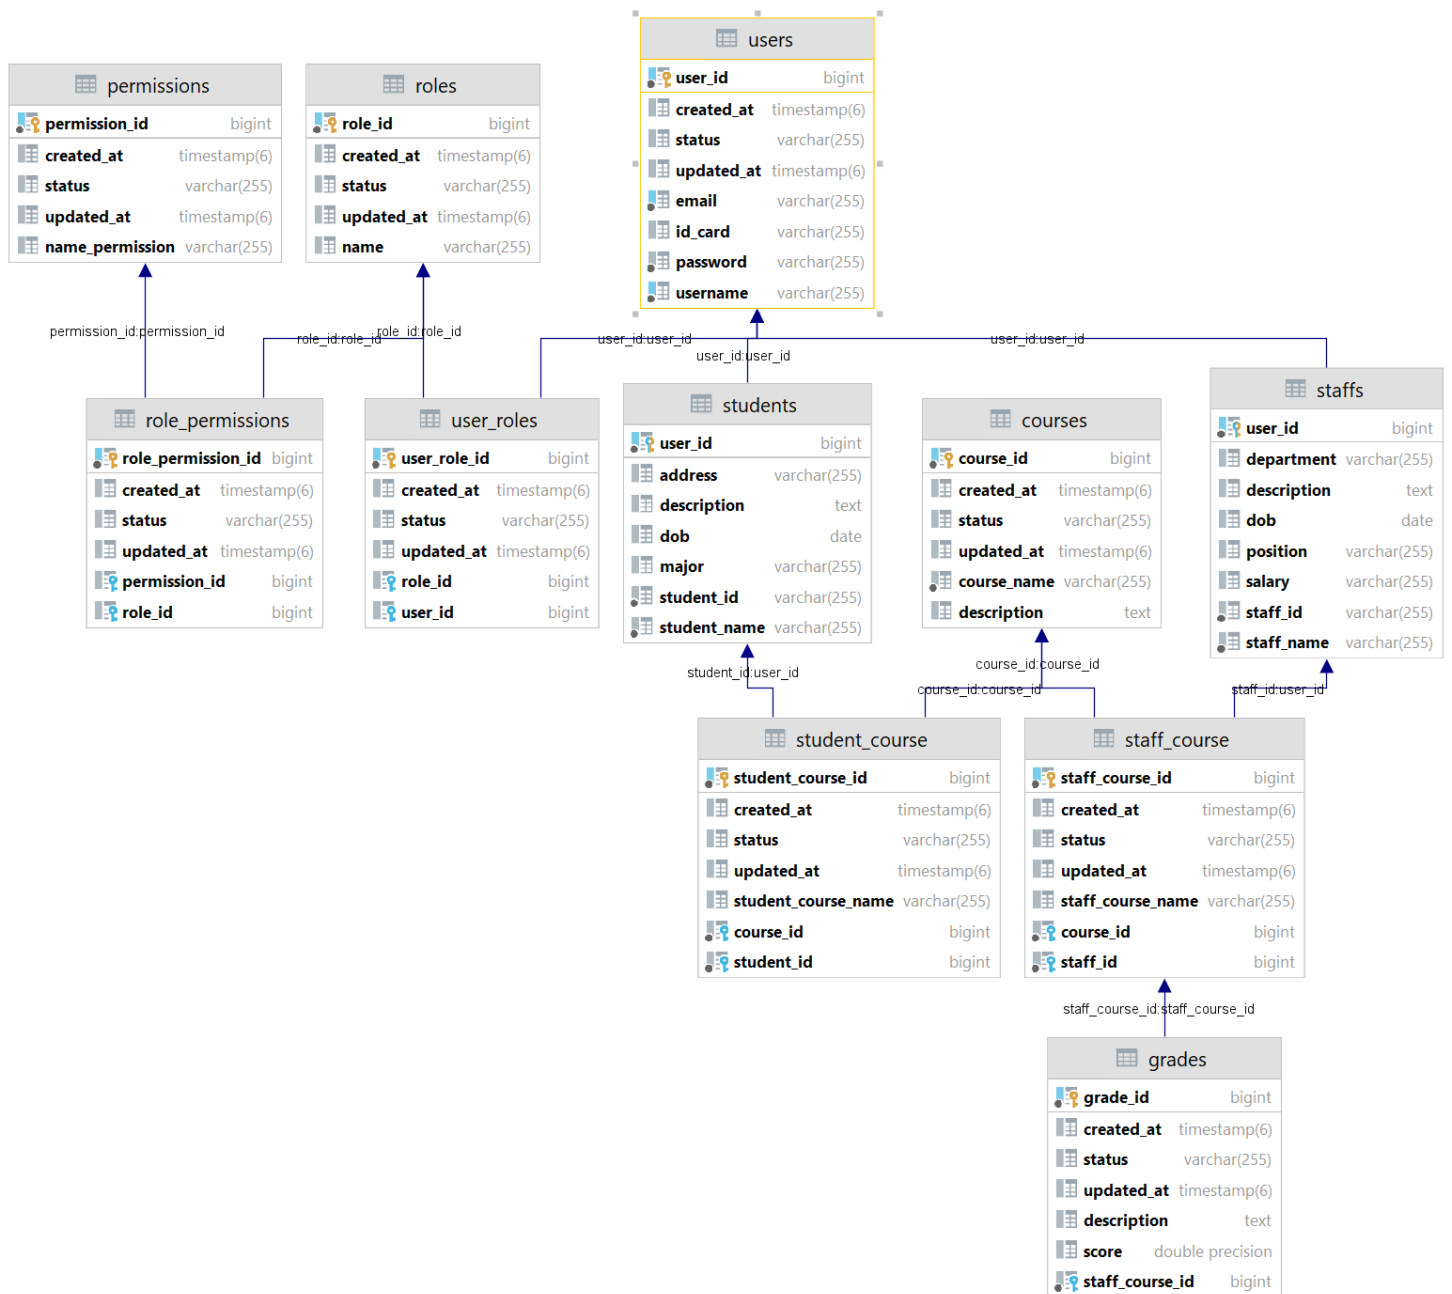 users
user_id bigint
created_at timestamp(6)
status varchar(255)
updated_at timestamp(6)
email varchar(255)
id_card varchar(255)
password varchar(255)
username varchar(255)
permissions
permission_id bigint
created_at timestamp(6)
status varchar(255)
updated_at timestamp(6)
name_permission varchar(255)
roles
role_id bigint
created_at timestamp(6)
status varchar(255)
updated_at timestamp(6)
name varchar(255)
permission_id:permission_id
role_id:role_id
role_id:role_id
user_id:user_id
user_id:user_id
user_id:user_id
role_permissions
role_permission_id bigint
created_at timestamp(6)
status varchar(255)
updated_at timestamp(6)
permission_id bigint
role_id bigint
user_roles
user_role_id bigint
created_at timestamp(6)
status varchar(255)
updated_at timestamp(6)
role_id bigint
user_id bigint
students
user_id bigint
address varchar(255)
description text
dob date
major varchar(255)
student_id varchar(255)
student_name varchar(255)
courses
course_id bigint
created_at timestamp(6)
status varchar(255)
updated_at timestamp(6)
course_name varchar(255)
description text
staffs
user_id bigint
department varchar(255)
description text
dob date
position varchar(255)
salary varchar(255)
staff_id varchar(255)
staff_name varchar(255)
student_id:user_id
course_id:course_id
course_id:course_id
staff_id:user_id
student_course
student_course_id bigint
created_at timestamp(6)
status varchar(255)
updated_at timestamp(6)
student_course_name varchar(255)
course_id bigint
student_id bigint
staff_course
staff_course_id bigint
created_at timestamp(6)
status varchar(255)
updated_at timestamp(6)
staff_course_name varchar(255)
course_id bigint
staff_id bigint
staff_course_id:staff_course_id
grades
grade_id bigint
created_at timestamp(6)
status varchar(255)
updated_at timestamp(6)
description text
score double precision
staff_course_id bigint